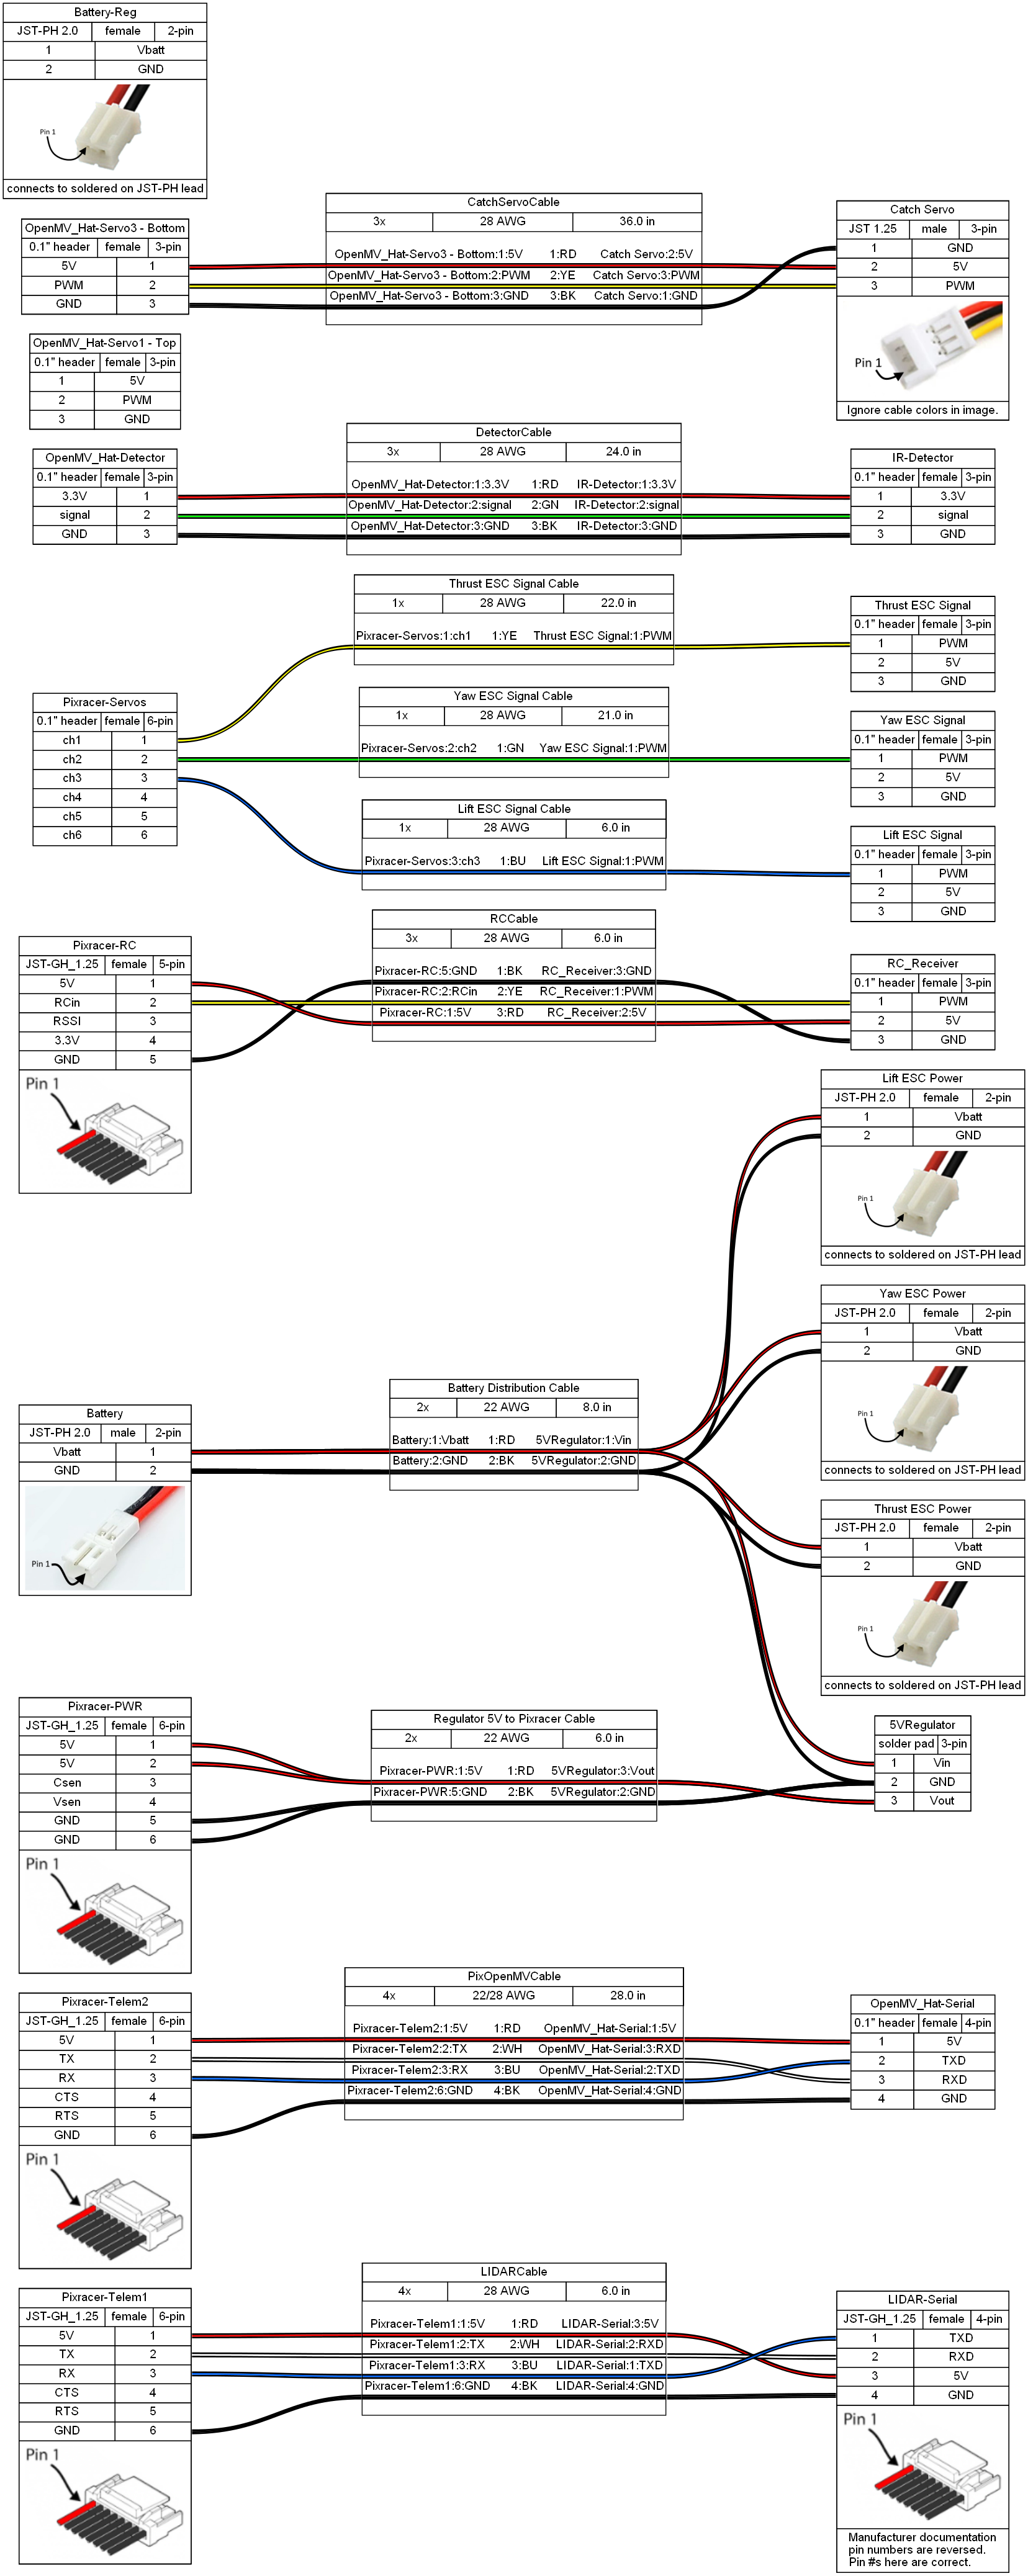 Battery-Reg
JST-PH 2.0 female 2-pin
1 Vbatt
2 GND
Pin 1
connects to soldered on JST-PH lead
OpenMV_Hat-Servo3 - Bottom
0.1" header female 3-pin
5V 1
PWM 2
GND 3
CatchServoCable
3x 28 AWG 36.0 in
OpenMV_Hat-Servo3 - Bottom:1:5V 1:RD Catch Servo:2:5V
OpenMV_Hat-Servo3 - Bottom:2:PWM 2:YE Catch Servo:3:PWM
OpenMV_Hat-Servo3 - Bottom:3:GND 3:BK Catch Servo:1:GND
Catch Servo
JST 1.25 male 3-pin
1 GND
2 5V
3 PWM
Pin 1
Ignore cable colors in image.
OpenMV_Hat-Servo1 - Top
0.1" header female 3-pin
1 5V
2 PWM
3 GND
OpenMV_Hat-Detector
0.1" header female 3-pin
3.3V 1
signal 2
GND 3
DetectorCable
3x 28 AWG 24.0 in
OpenMV_Hat-Detector:1:3.3V 1:RD IR-Detector:1:3.3V
OpenMV_Hat-Detector:2:signal 2:GN IR-Detector:2:signal
OpenMV_Hat-Detector:3:GND 3:BK IR-Detector:3:GND
IR-Detector
0.1" header female 3-pin
1 3.3V
2 signal
3 GND
Thrust ESC Signal Cable
1x 28 AWG 22.0 in
Pixracer-Servos:1:ch1 1:YE Thrust ESC Signal:1:PWM
Thrust ESC Signal
0.1" header female 3-pin
1 PWM
2 5V
3 GND
Pixracer-Servos
0.1" header female 6-pin
ch1 1
ch2 2
ch3 3
ch4 4
ch5 5
ch6 6
Yaw ESC Signal Cable
1x 28 AWG 21.0 in
Pixracer-Servos:2:ch2 1:GN Yaw ESC Signal:1:PWM
Yaw ESC Signal
0.1" header female 3-pin
1 PWM
2 5V
3 GND
Lift ESC Signal Cable
1x 28 AWG 6.0 in
Pixracer-Servos:3:ch3 1:BU Lift ESC Signal:1:PWM
Lift ESC Signal
0.1" header female 3-pin
1 PWM
2 5V
3 GND
Pixracer-RC
JST-GH_1.25 female 5-pin
5V 1
RCin 2
RSSI 3
3.3V 4
GND 5
Pin 1
RCCable
3x 28 AWG 6.0 in
Pixracer-RC:5:GND 1:BK RC_Receiver:3:GND
Pixracer-RC:2:RCin 2:YE RC_Receiver:1:PWM
Pixracer-RC:1:5V 3:RD RC_Receiver:2:5V
RC_Receiver
0.1" header female 3-pin
1 PWM
2 5V
3 GND
Lift ESC Power
JST-PH 2.0 female 2-pin
1 Vbatt
2 GND
Pin 1
connects to soldered on JST-PH lead
Yaw ESC Power
JST-PH 2.0 female 2-pin
1 Vbatt
2 GND
Pin 1
connects to soldered on JST-PH lead
Battery
JST-PH 2.0 male 2-pin
Vbatt 1
GND 2
Pin 1
Battery Distribution Cable
2x 22 AWG 8.0 in
Battery:1:Vbatt 1:RD 5VRegulator:1:Vin
Battery:2:GND 2:BK 5VRegulator:2:GND
Thrust ESC Power
JST-PH 2.0 female 2-pin
1 Vbatt
2 GND
Pin 1
connects to soldered on JST-PH lead
Pixracer-PWR
JST-GH_1.25 female 6-pin
5V 1
5V 2
Csen 3
Vsen 4
GND 5
GND 6
Pin 1
Regulator 5V to Pixracer Cable
2x 22 AWG 6.0 in
Pixracer-PWR:1:5V 1:RD 5VRegulator:3:Vout
Pixracer-PWR:5:GND 2:BK 5VRegulator:2:GND
5VRegulator
solder pad 3-pin
1 Vin
2 GND
3 Vout
Pixracer-Telem2
JST-GH_1.25 female 6-pin
5V 1
TX 2
RX 3
CTS 4
RTS 5
GND 6
Pin 1
PixOpenMVCable
4x 22/28 AWG 28.0 in
Pixracer-Telem2:1:5V 1:RD OpenMV_Hat-Serial:1:5V
Pixracer-Telem2:2:TX 2:WH OpenMV_Hat-Serial:3:RXD
Pixracer-Telem2:3:RX 3:BU OpenMV_Hat-Serial:2:TXD
Pixracer-Telem2:6:GND 4:BK OpenMV_Hat-Serial:4:GND
OpenMV_Hat-Serial
0.1" header female 4-pin
1 5V
2 TXD
3 RXD
4 GND
Pixracer-Telem1
JST-GH_1.25 female 6-pin
5V 1
TX 2
RX 3
CTS 4
RTS 5
GND 6
Pin 1
LIDARCable
4x 28 AWG 6.0 in
Pixracer-Telem1:1:5V 1:RD LIDAR-Serial:3:5V
Pixracer-Telem1:2:TX 2:WH LIDAR-Serial:2:RXD
Pixracer-Telem1:3:RX 3:BU LIDAR-Serial:1:TXD
Pixracer-Telem1:6:GND 4:BK LIDAR-Serial:4:GND
LIDAR-Serial
JST-GH_1.25 female 4-pin
1 TXD
2 RXD
3 5V
4 GND
Pin 1
Manufacturer documentation
pin numbers are reversed.
Pin #s here are correct.